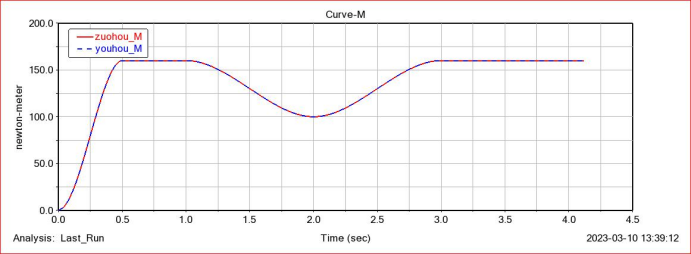 Curve-M
200.0
150.0
100.0
50.0
0.0
newton-meter
zuohou_M
youhou_M
0.0 0.5 1.0 1.5 2.0 2.5 3.0 3.5 4.0 4.5
Analysis: Last_Run Time (sec) 2023-03-10 13:39:12